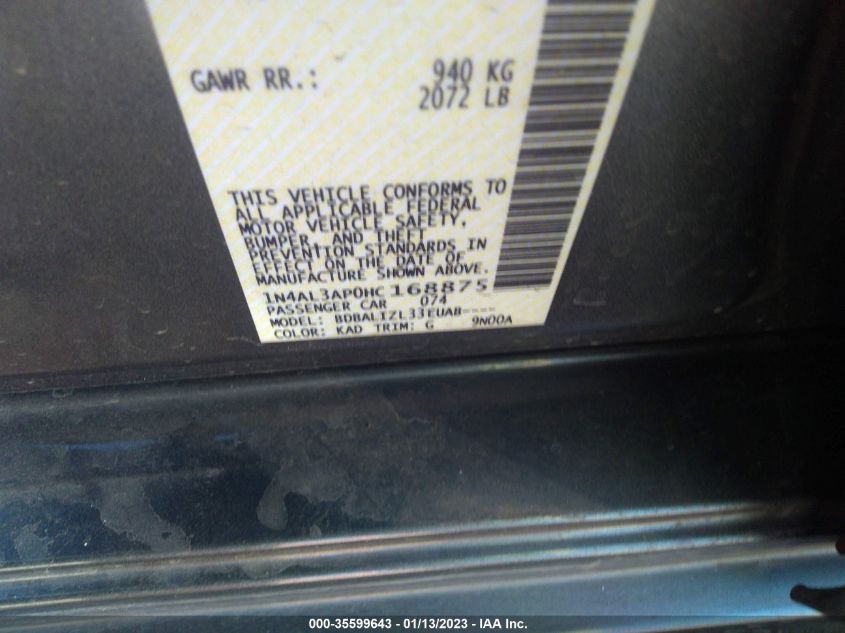 GAWR RR.: 940 KG
2072 LB
THIS VEHICLE CONFORMS TO
ALL APPLICABLE FEDERAL
MOTOR VEHICLE SAFETY,
BUMPER, AND THEFT
PREVENTION STANDARDS IN
EFFECT ON THE DATE OF
MANUFACTURE SHOWN ABOVE.
1N4AL3AP0HC168875
PASSENGER CAR 074
MODEL: BDBALIZL33EUAB----
COLOR: KAD TRIM: G 9N00A
000-35599643 - 01/13/2023 - IAA Inc.